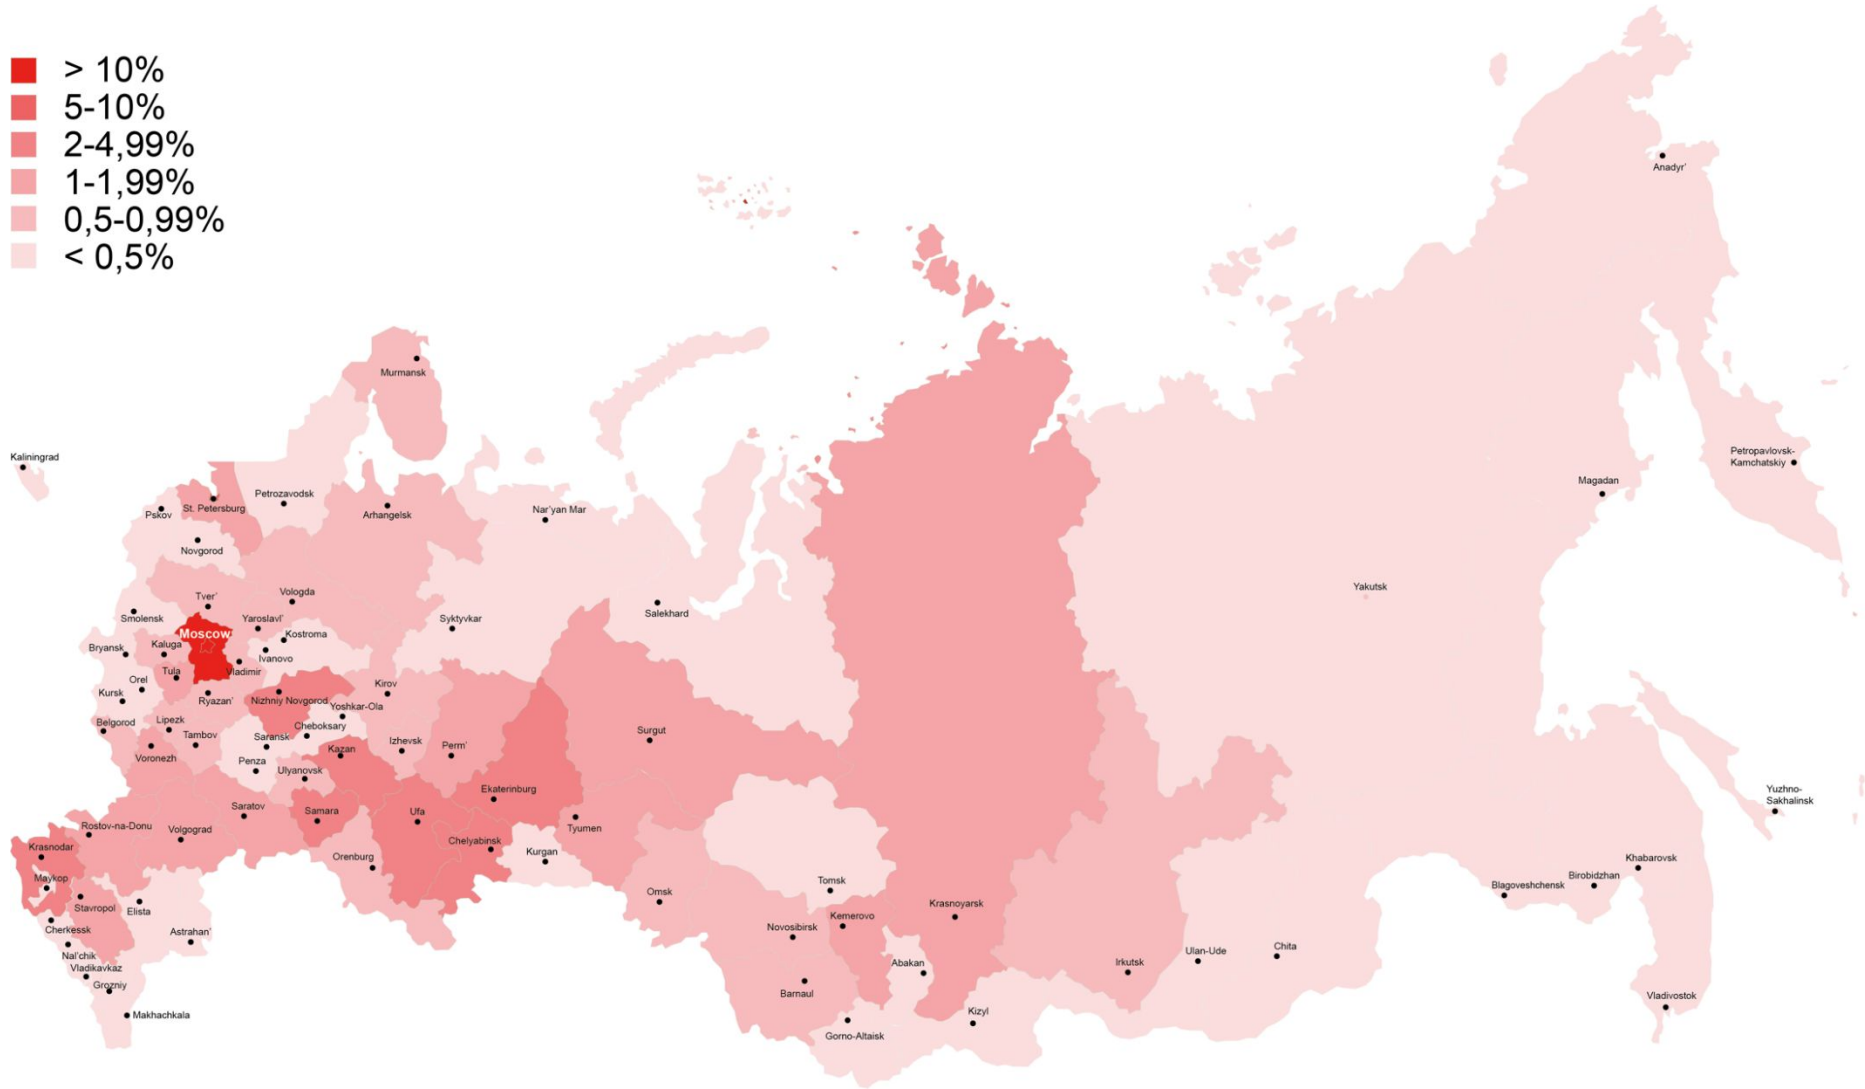 > 10%
5-10%
2-4,99%
1-1,99%
0,5-0,99%
< 0,5%
Anadyr'
Murmansk
Kaliningrad
Petropavlovsk-
Kamchatskiy
Magadan
Petrozavodsk
St. Petersburg
Pskov
Arhangelsk
Nar'yan Mar
Novgorod
Yakutsk
Tver'
Vologda
Salekhard
Smolensk
Yaroslavl'
Syktyvkar
Moscow
Kostroma
Bryansk
Kaluga
Ivanovo
Tula
Vladimir
Orel
Kirov
Kursk
Ryazan'
Nizhniy Novgorod
Yoshkar-Ola
Belgorod
Lipezk
Cheboksary
Tambov
Saransk
Izhevsk
Perm'
Surgut
Kazan
Voronezh
Penza
Ulyanovsk
Ekaterinburg
Yuzhno-
Sakhalinsk
Saratov
Samara
Ufa
Rostov-na-Donu
Volgograd
Tyumen
Krasnodar
Chelyabinsk
Kurgan
Orenburg
Khabarovsk
Maykop
Birobidzhan
Tomsk
Blagoveshchensk
Omsk
Stavropol
Elista
Krasnoyarsk
Kemerovo
Cherkessk
Astrahan'
Novosibirsk
Nal'chik
Ulan-Ude
Chita
Vladikavkaz
Abakan
Irkutsk
Grozniy
Barnaul
Vladivostok
Makhachkala
Kizyl
Gorno-Altaisk